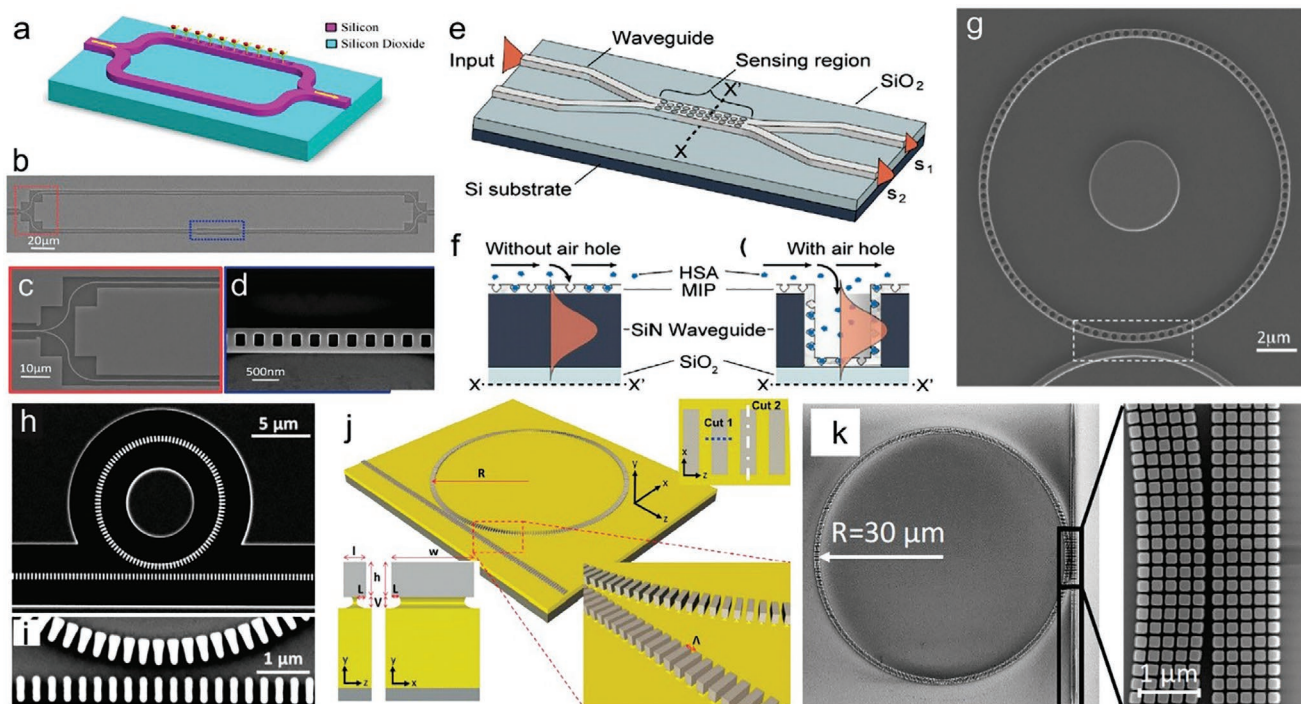 a
Silicon
Silicon Dioxide
b
20μm
c
10μm
d
500nm
e
Waveguide
Input
Sensing region
X'
SiO2
X
Si substrate
S1
S2
f
Without air hole
(
With air hole
HSA
MIP
SiN Waveguide
SiO2
X
X'
X
X'
g
2μm
h
5 μm
i
1 μm
j
R
Y
X
Z
Cut 2
Cut 1
x
z
l
w
h
L
L
V
y
z
y
x
Λ
k
R=30 μm
1 μm